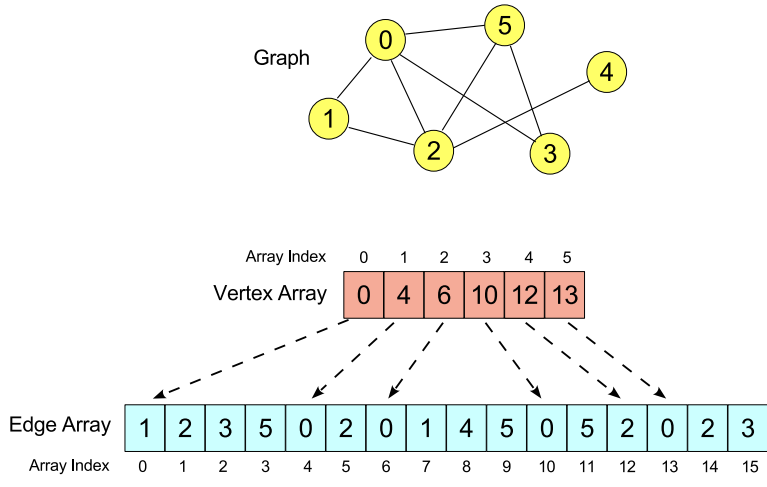 5
0
Graph
4
1
2
3
Array Index 0 1 2 3 4 5
Vertex Array 0 4 6 10 12 13
Edge Array 1 2 3 5 0 2 0 1 4 5 0 5 2 0 2 3
Array Index 0 1 2 3 4 5 6 7 8 9 10 11 12 13 14 15